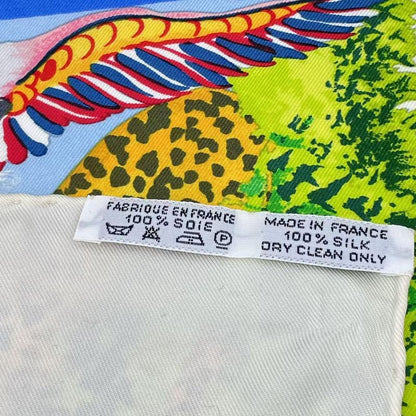 FABRIQUE EN FRANCE
100% SOIE
P
MADE IN FRANCE
100% SILK
DRY CLEAN ONLY